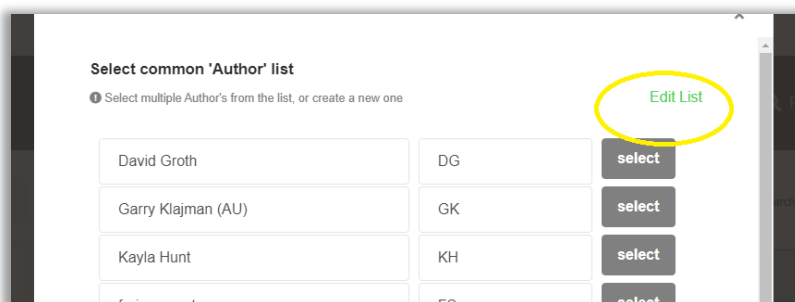 Select common 'Author' list
Select multiple Author's from the list, or create a new one
Edit List
David Groth DG select
Garry Klajman (AU) GK select
Kayla Hunt KH select
select